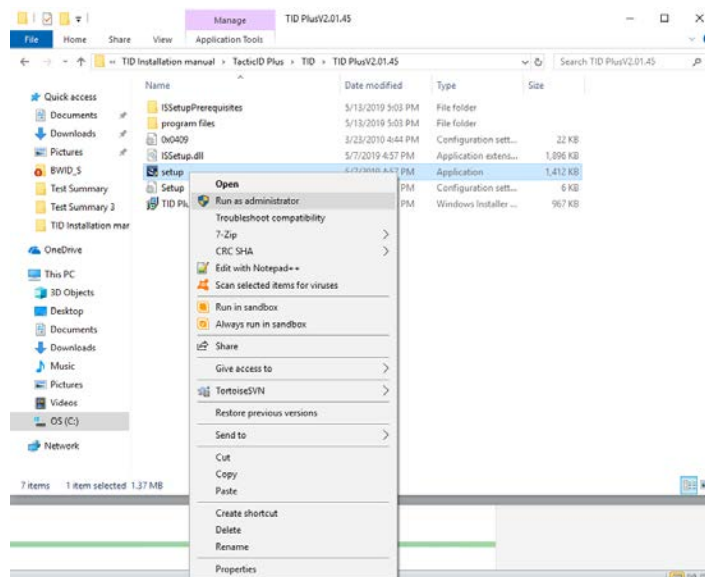 Manage
TID PlusV2.01.45
File
Home
Share
View
Application Tools
« TID Installation manual › TacticID Plus › TID › TID PlusV2.01.45
Search TID PlusV2.01.45
Name
Date modified
Type
Size
Quick access
Documents
Downloads
Pictures
BWID_S
Test Summary
Test Summary 3
TID Installation mar
OneDrive
This PC
3D Objects
Desktop
Documents
Downloads
Music
Pictures
Videos
OS (C:)
Network
ISSetupPrerequisites 5/13/2019 5:03 PM File folder
program files 5/13/2019 5:03 PM File folder
0x0409 3/23/2010 4:44 PM Configuration sett... 22 KB
ISSetup.dll 5/7/2019 4:57 PM Application extens... 1,896 KB
setup 5/7/2019 4:57 PM Application 1,412 KB
Setup PM Configuration sett... 6 KB
TID Plu PM Windows Installer ... 967 KB
Open
Run as administrator
Troubleshoot compatibility
7-Zip
CRC SHA
Edit with Notepad++
Scan selected items for viruses
Run in sandbox
Always run in sandbox
Share
Give access to
TortoiseSVN
Restore previous versions
Send to
Cut
Copy
Paste
Create shortcut
Delete
Rename
Properties
7 items 1 item selected 1.37 MB